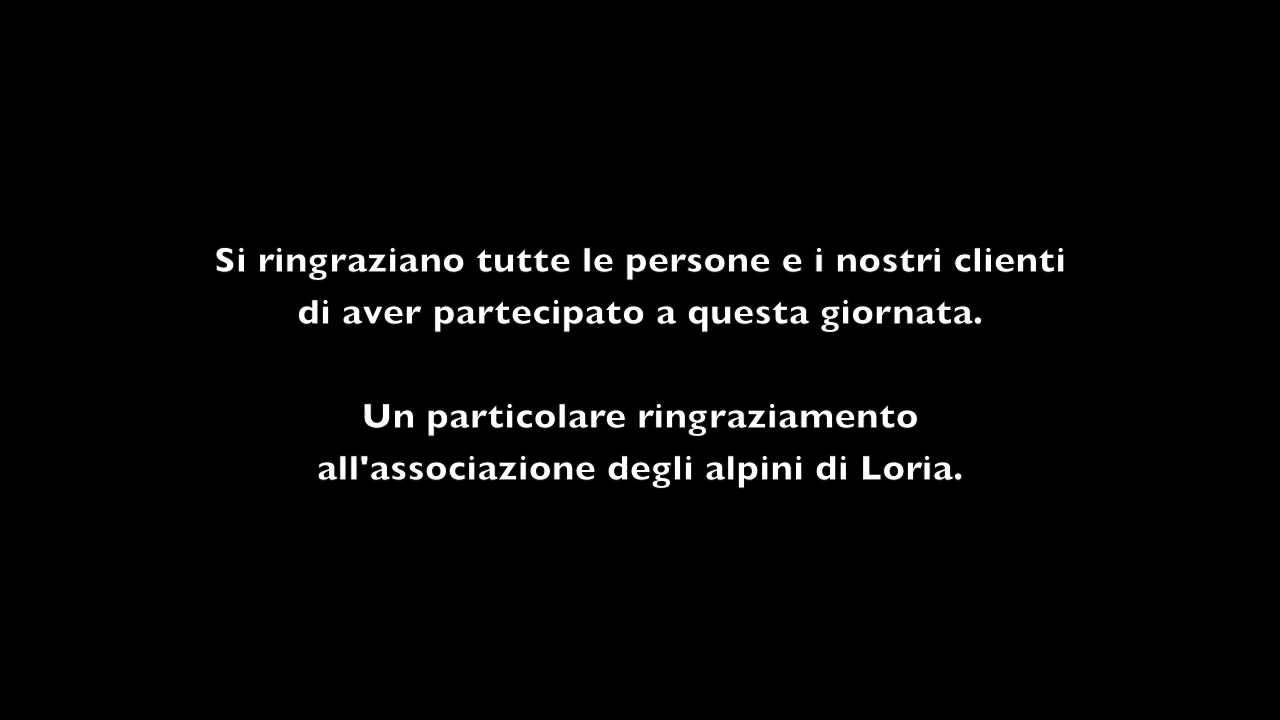 Si ringraziano tutte le persone e i nostri clienti
di aver partecipato a questa giornata.
Un particolare ringraziamento
all'associazione degli alpini di Loria.